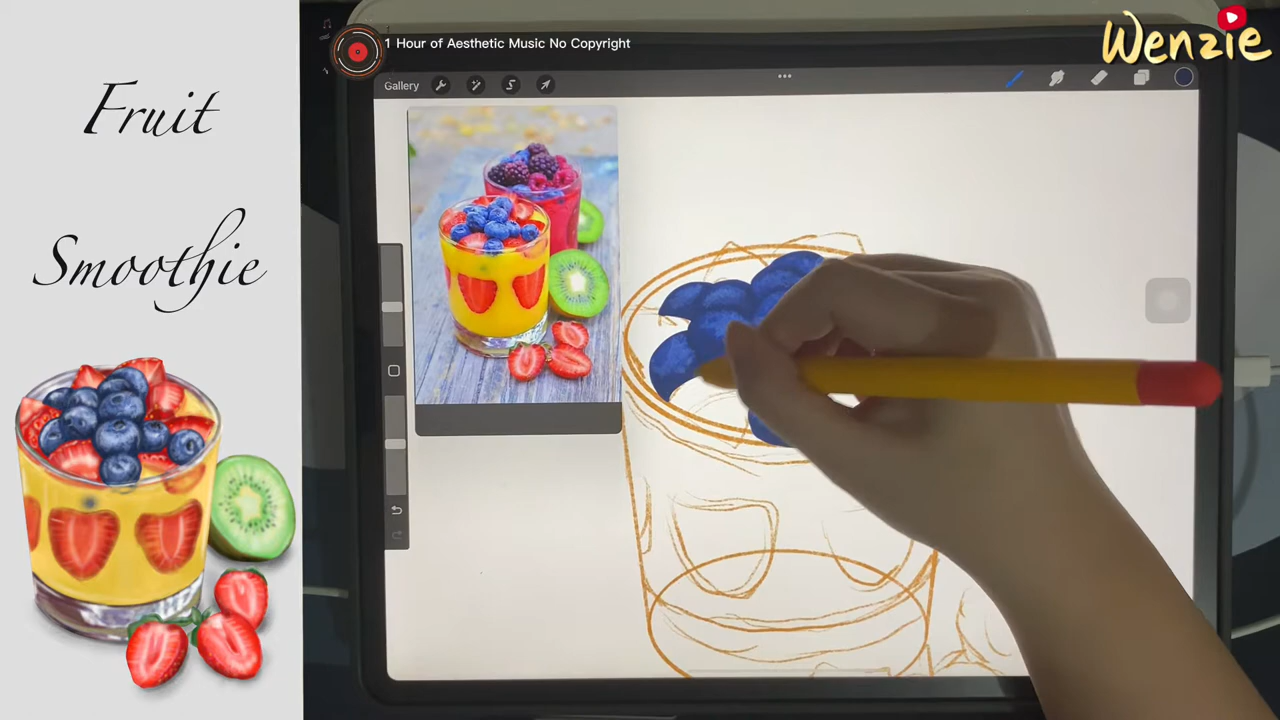 1 Hour of Aesthetic Music No Copyright
Wenzie
Gallery
Fruit
Smoothie